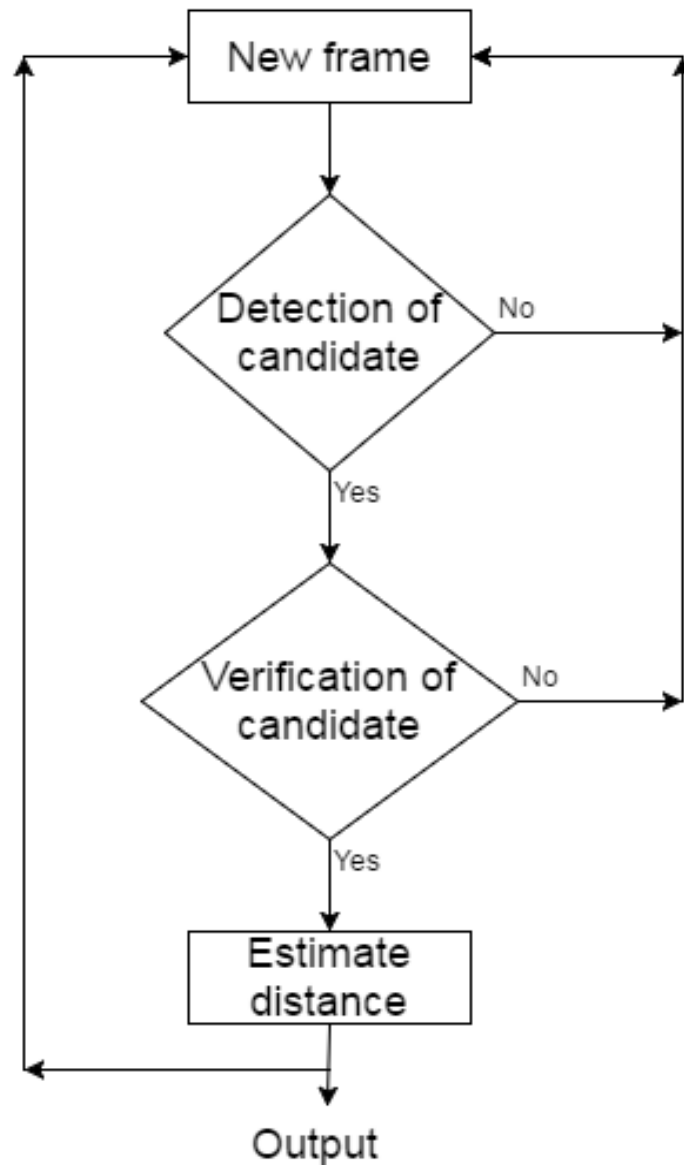 New frame
Detection of
candidate
No
Yes
Verification of
candidate
No
Yes
Estimate
distance
Output